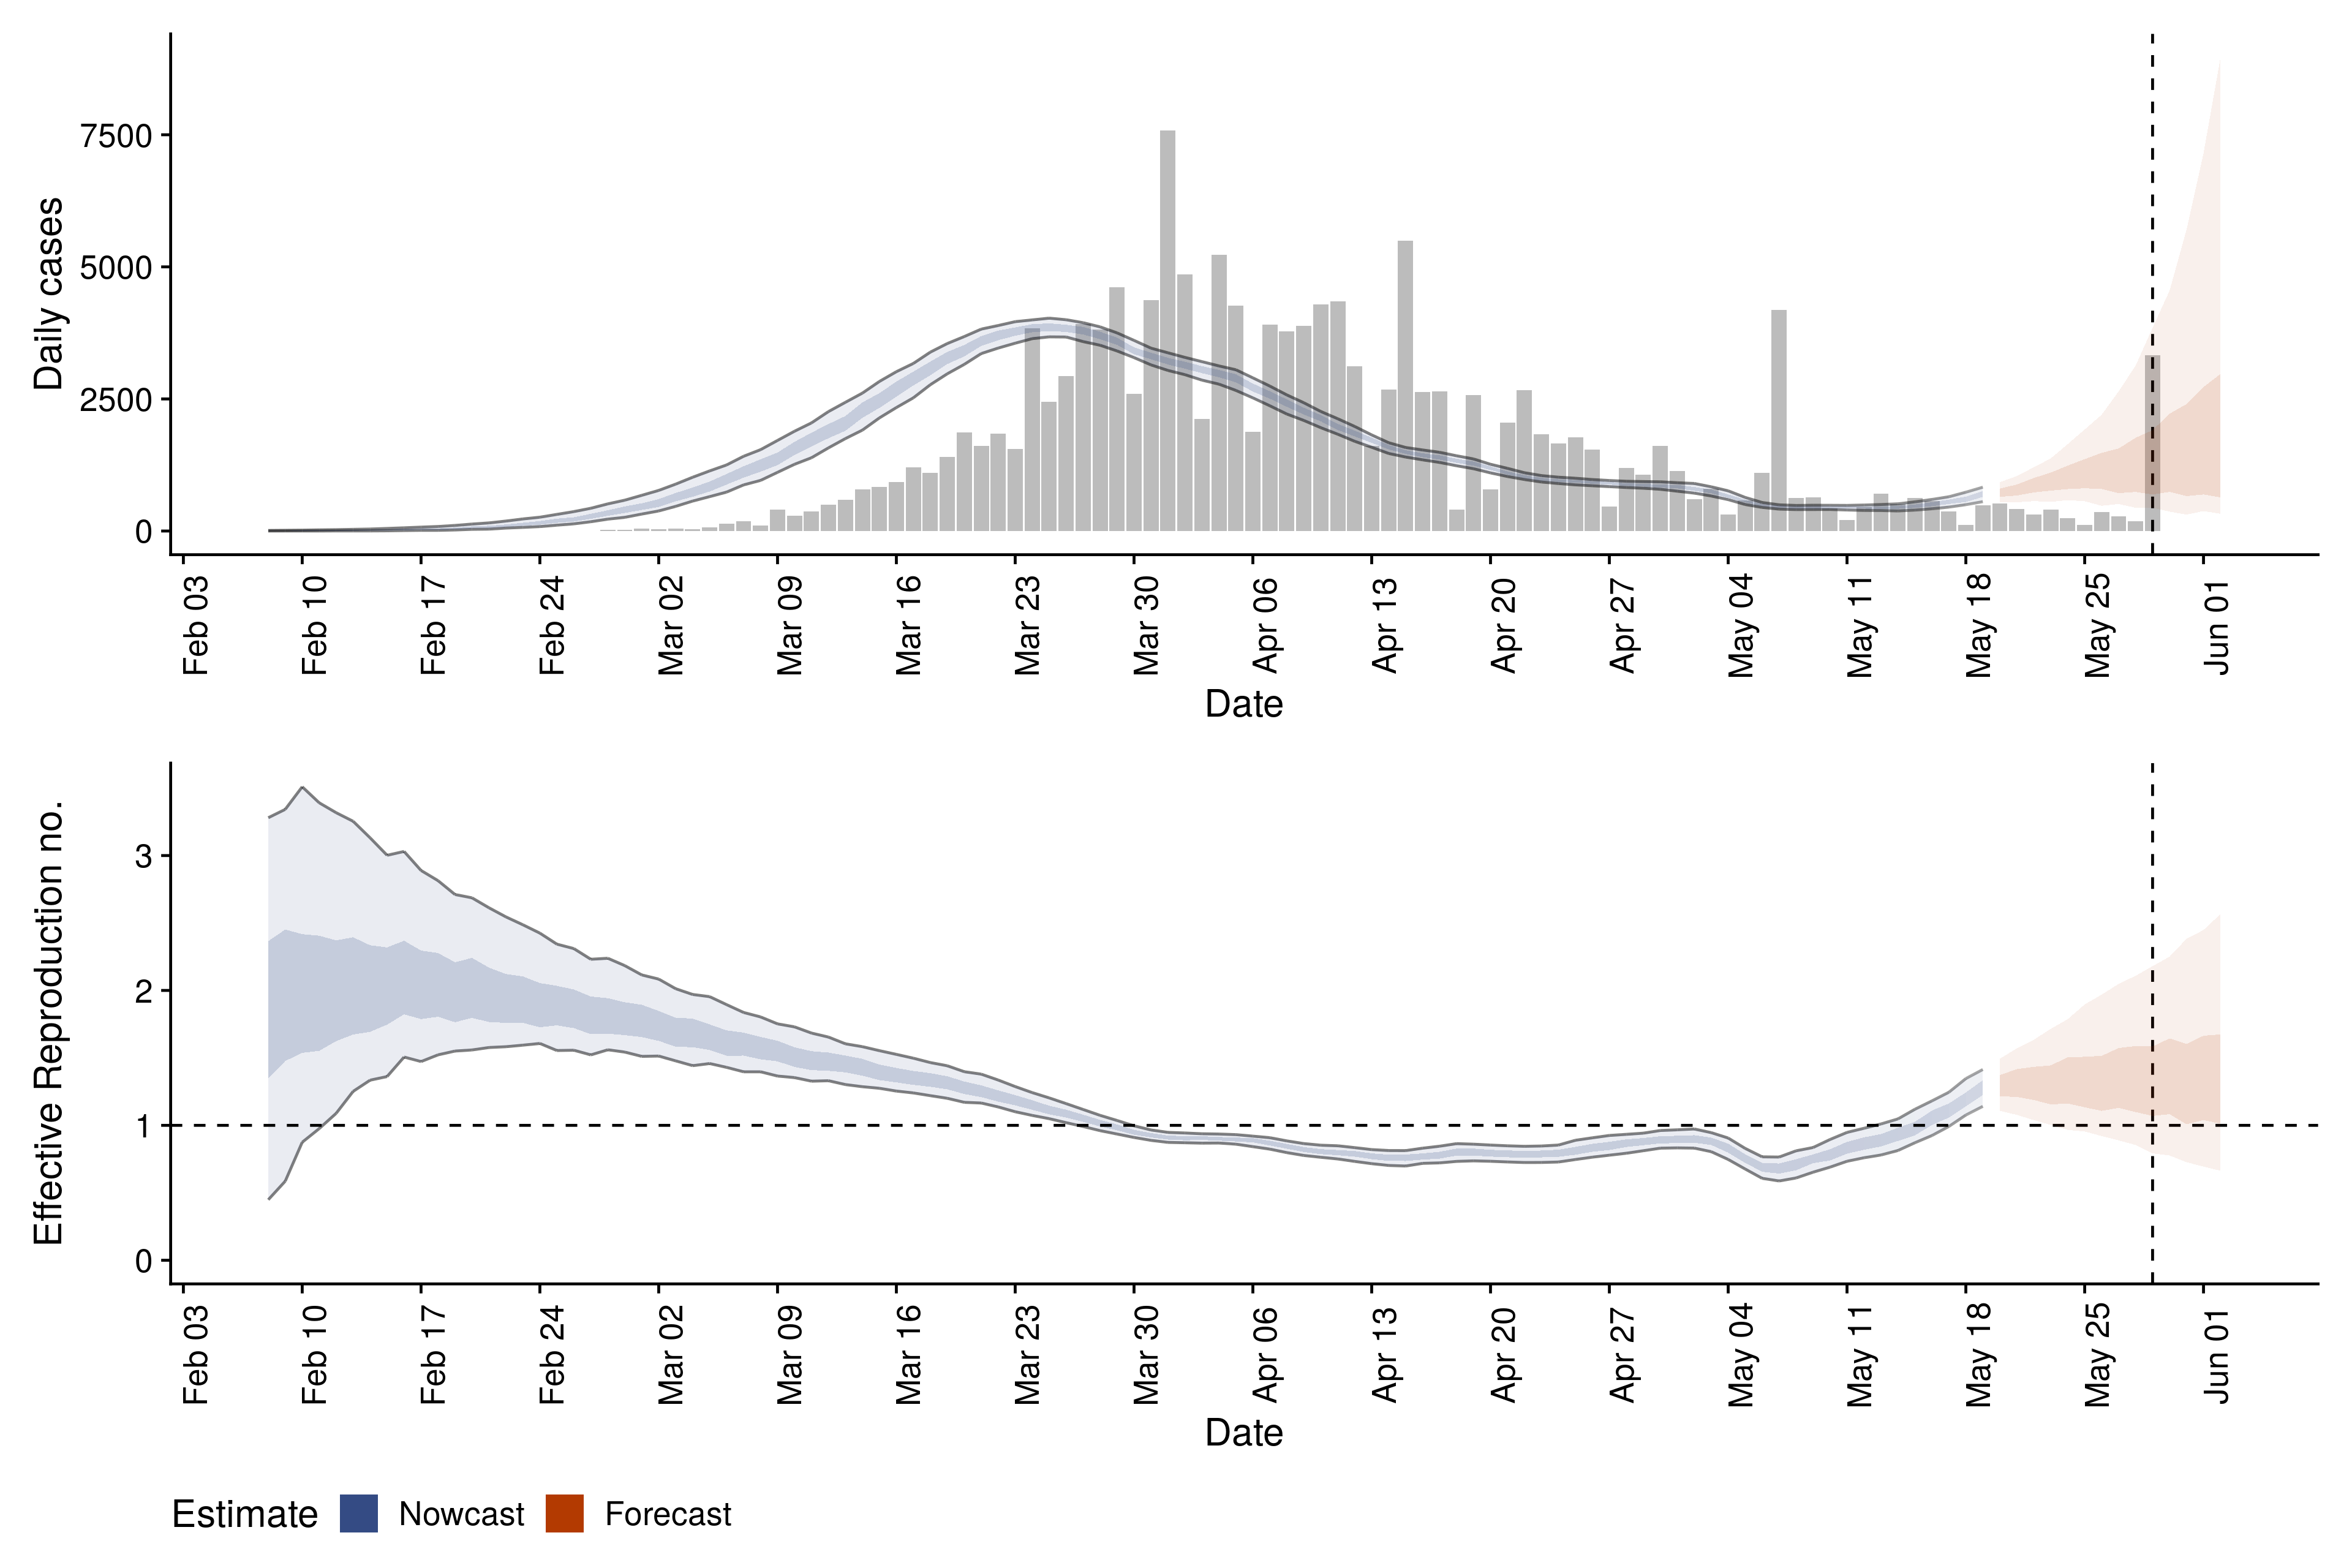 Daily cases
7500
5000
2500
0
Feb 03 Feb 10 Feb 17 Feb 24 Mar 02 Mar 09 Mar 16 Mar 23 Mar 30 Apr 06 Apr 13 Apr 20 Apr 27 May 04 May 11 May 18 May 25 Jun 01
Date
Effective Reproduction no.
3
2
1
0
Feb 03 Feb 10 Feb 17 Feb 24 Mar 02 Mar 09 Mar 16 Mar 23 Mar 30 Apr 06 Apr 13 Apr 20 Apr 27 May 04 May 11 May 18 May 25 Jun 01
Date
Estimate Nowcast Forecast